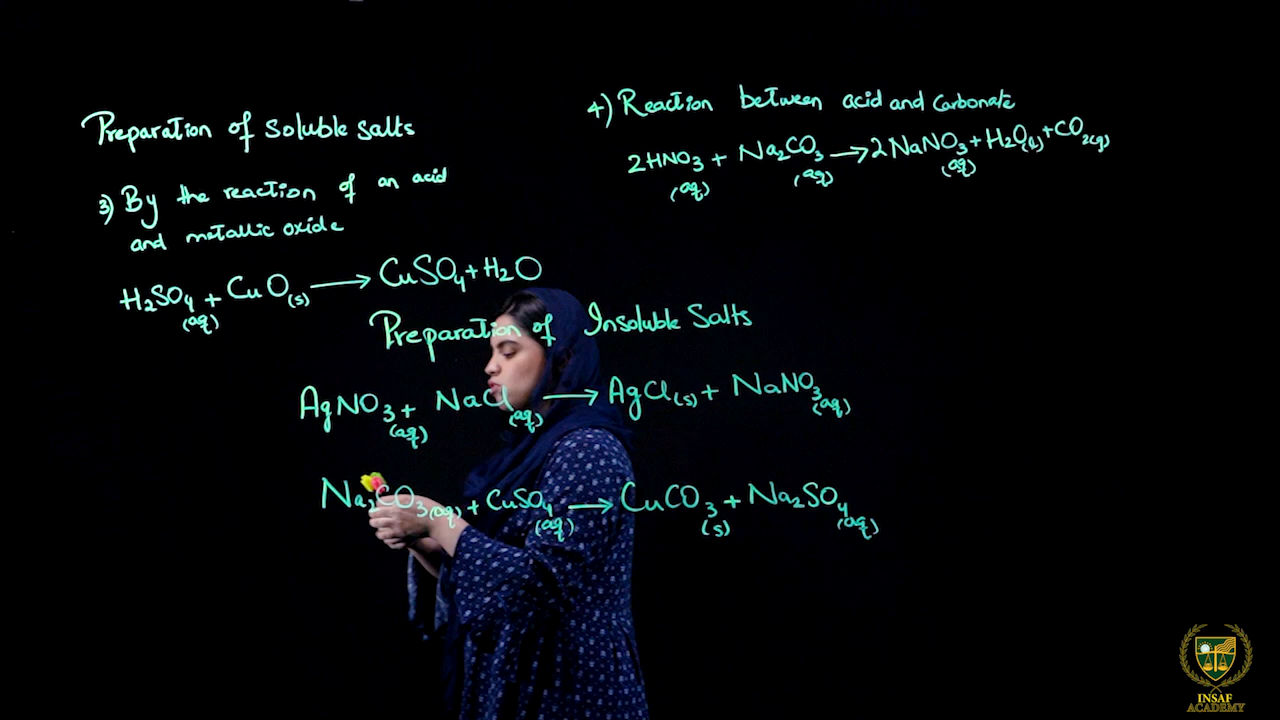 Preparation of Soluble Salts
3) By the reaction of an acid
and metallic oxide
H₂SO₄(aq) + CuO(s) ⟶ CuSO₄ + H₂O
4) Reaction between acid and Carbonate
2HNO₃(aq) + Na₂CO₃(aq) ⟶ 2NaNO₃(aq) + H₂O(l) + CO₂(g)
Preparation of Insoluble Salts
AgNO₃(aq) + NaCl(aq) ⟶ AgCl(s) + NaNO₃(aq)
Na₂CO₃(aq) + CuSO₄(aq) ⟶ CuCO₃(s) + Na₂SO₄(aq)
INSAF
ACADEMY